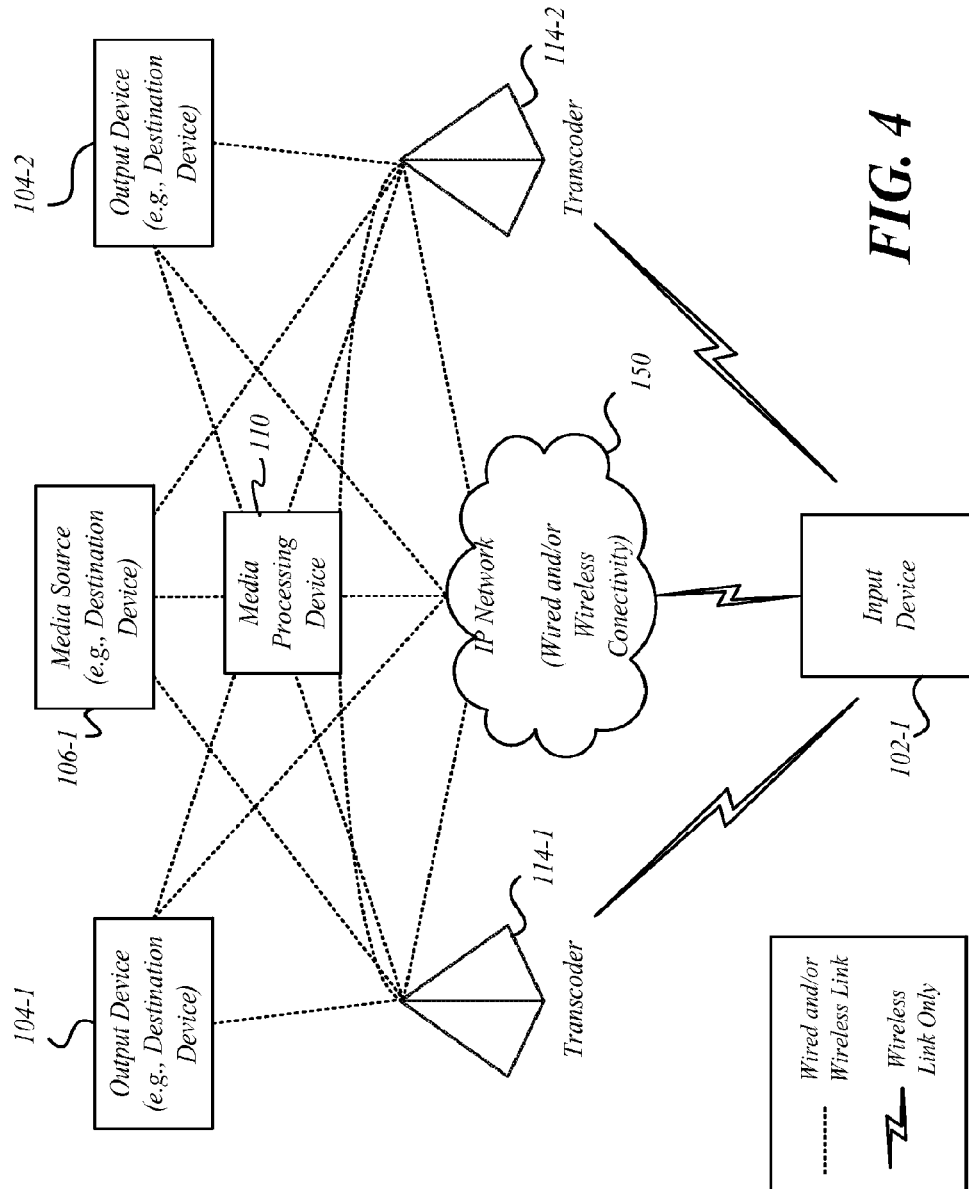 104-1
Output Device
(e.g., Destination
Device)
106-1
Media Source
(e.g., Destination
Device)
104-2
Output Device
(e.g., Destination
Device)
110
Media
Processing
Device
114-1
Transcoder
114-2
Transcoder
150
IP Network
(Wired and/or
Wireless
Conectivity)
102-1
Input
Device
Wired and/or
Wireless Link
Wireless
Link Only
FIG. 4